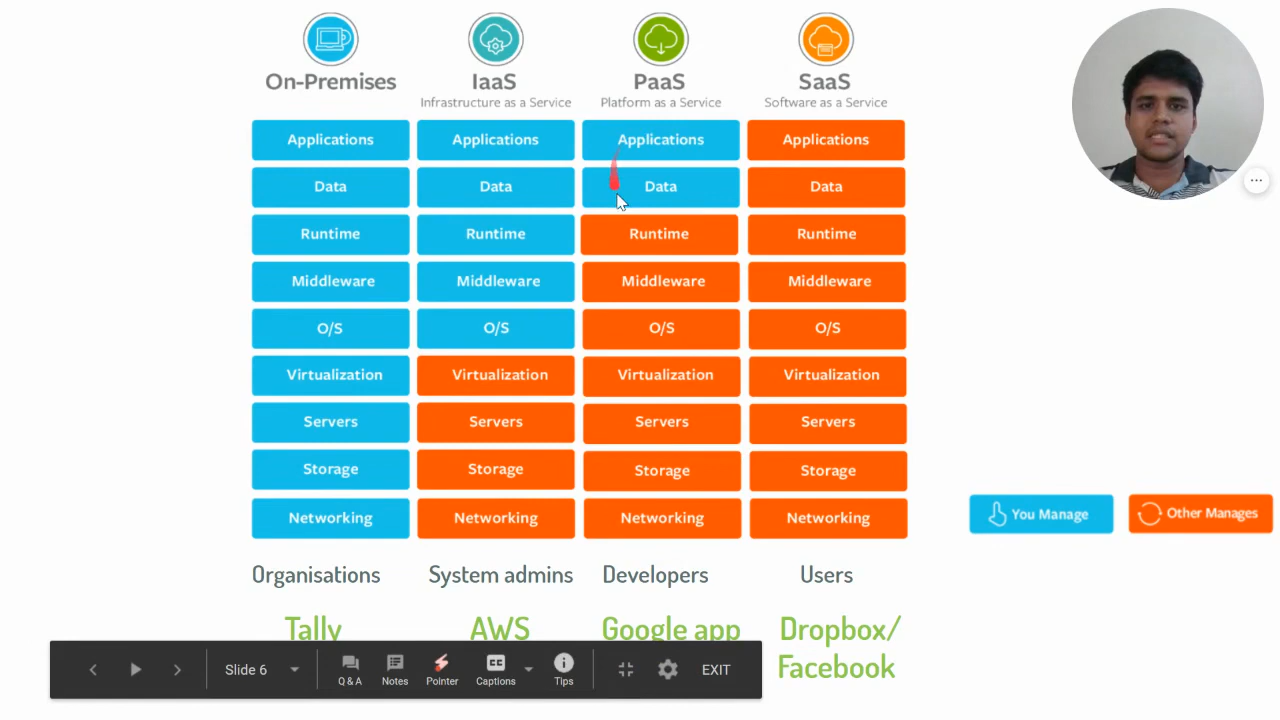 On-Premises IaaS PaaS SaaS
Infrastructure as a Service Platform as a Service Software as a Service
Applications Applications Applications Applications
Data Data Data Data
Runtime Runtime Runtime Runtime
Middleware Middleware Middleware Middleware
O/S O/S O/S O/S
Virtualization Virtualization Virtualization Virtualization
Servers Servers Servers Servers
Storage Storage Storage Storage
Networking Networking Networking Networking
You Manage Other Manages
Organisations System admins Developers Users
Tally AWS Google app Dropbox/
Facebook
Slide 6 Q & A Notes Pointer CC Captions Tips EXIT